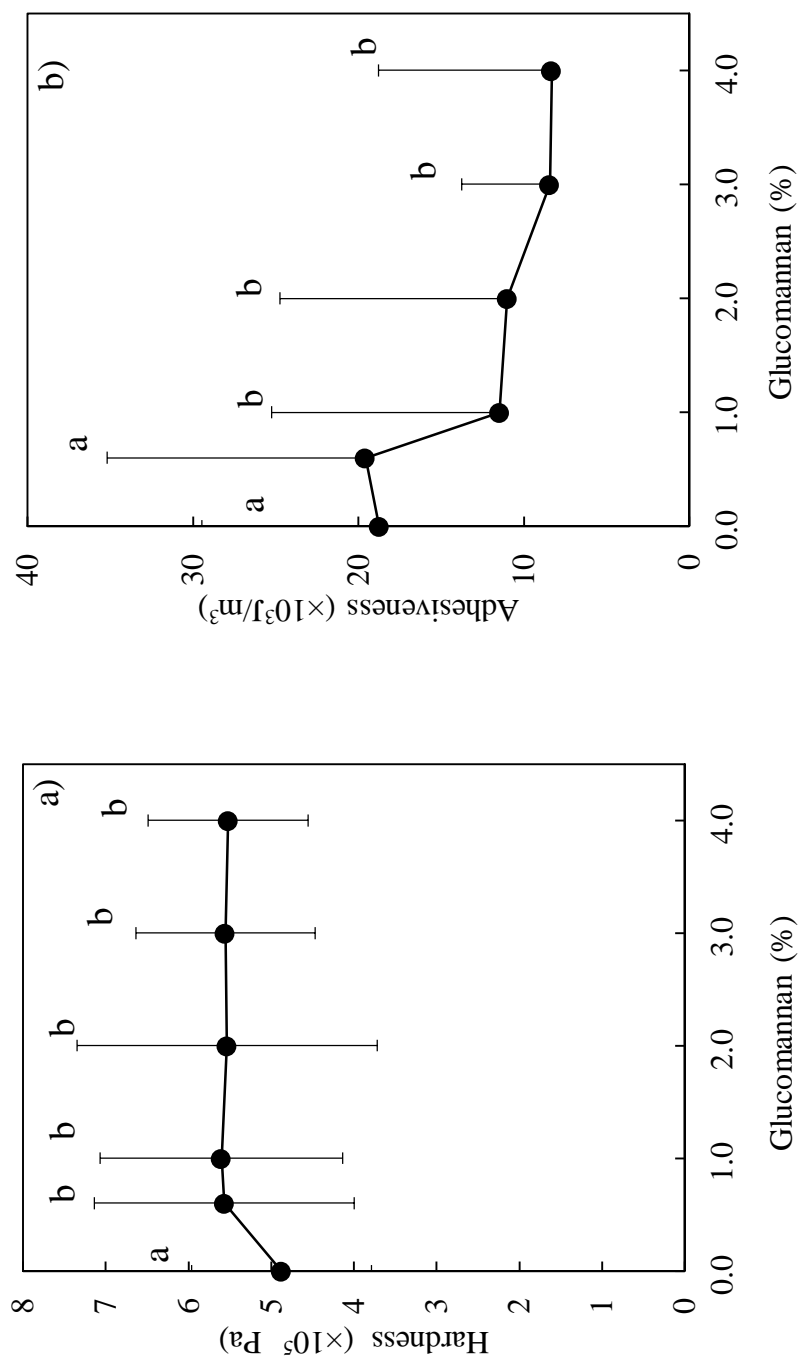 a)
8
7
6
5
4
3
2
1
0
Hardness (×10⁵ Pa)
a
b
b
b
b
b
0.0
1.0
2.0
3.0
4.0
Glucomannan (%)
b)
40
30
20
10
0
Adhesiveness (×10³J/m³)
a
a
b
b
b
b
0.0
1.0
2.0
3.0
4.0
Glucomannan (%)